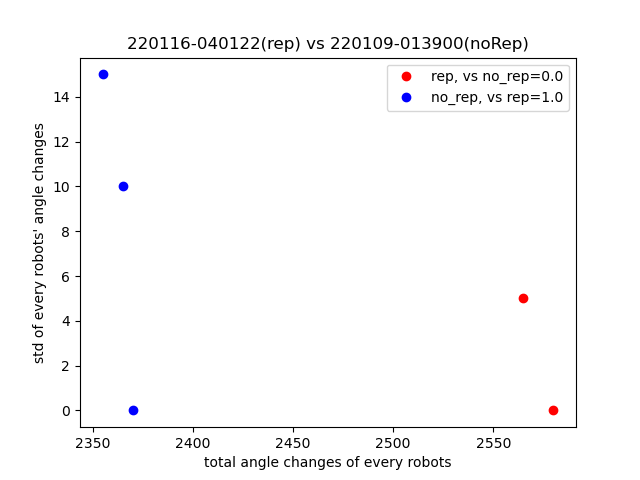 220116-040122(rep) vs 220109-013900(noRep)
rep, vs no_rep=0.0
no_rep, vs rep=1.0
std of every robots' angle changes
14
12
10
8
6
4
2
0
2350 2400 2450 2500 2550
total angle changes of every robots